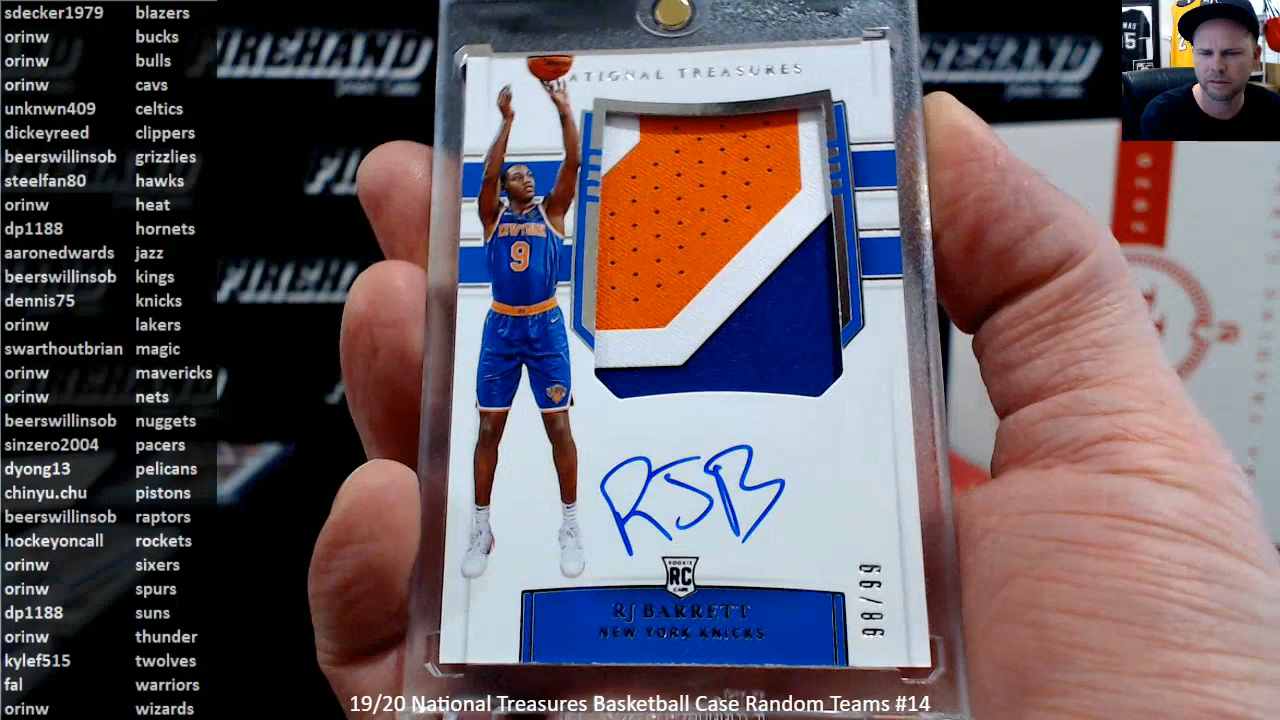 sdecker1979 blazers
orinw bucks
orinw bulls
orinw cavs
unknwn409 celtics
dickeyreed clippers
beerswillinsob grizzlies
steelfan80 hawks
orinw heat
dp1188 hornets
aaronedwards jazz
beerswillinsob kings
dennis75 knicks
orinw lakers
swarthoutbrian magic
orinw mavericks
orinw nets
beerswillinsob nuggets
sinzero2004 pacers
dyong13 pelicans
chinyu.chu pistons
beerswillinsob raptors
hockeyoncall rockets
orinw sixers
orinw spurs
dp1188 suns
orinw thunder
kylef515 twolves
fal warriors
orinw wizards
FIREHAND
NATIONAL TREASURES
NEW YORK
9
RJB
ROOKIE
RC
CARD
RJ BARRETT
NEW YORK KNICKS
98/99
19/20 National Treasures Basketball Case Random Teams #14